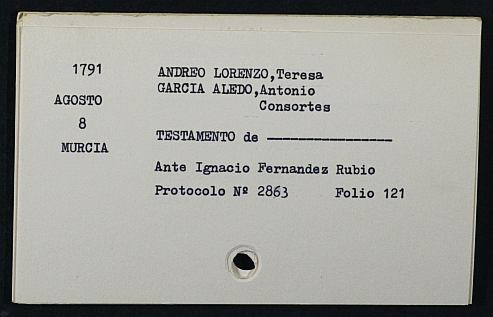 1791
AGOSTO
8
MURCIA
ANDREO LORENZO,Teresa
GARCIA ALEDO,Antonio
Consortes
TESTAMENTO de ----------------
Ante Ignacio Fernandez Rubio
Protocolo Nº 2863 Folio 121